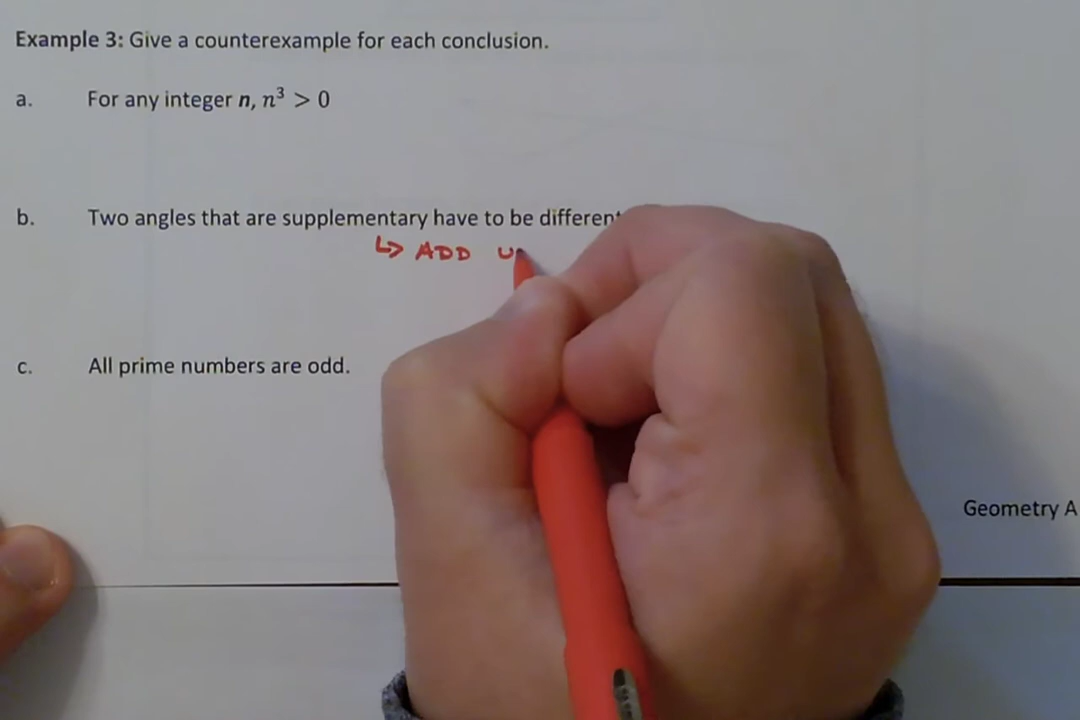 Example 3: Give a counterexample for each conclusion.
a. For any integer n, n³ > 0
b. Two angles that are supplementary have to be different
↳ ADD
c. All prime numbers are odd.
Geometry A